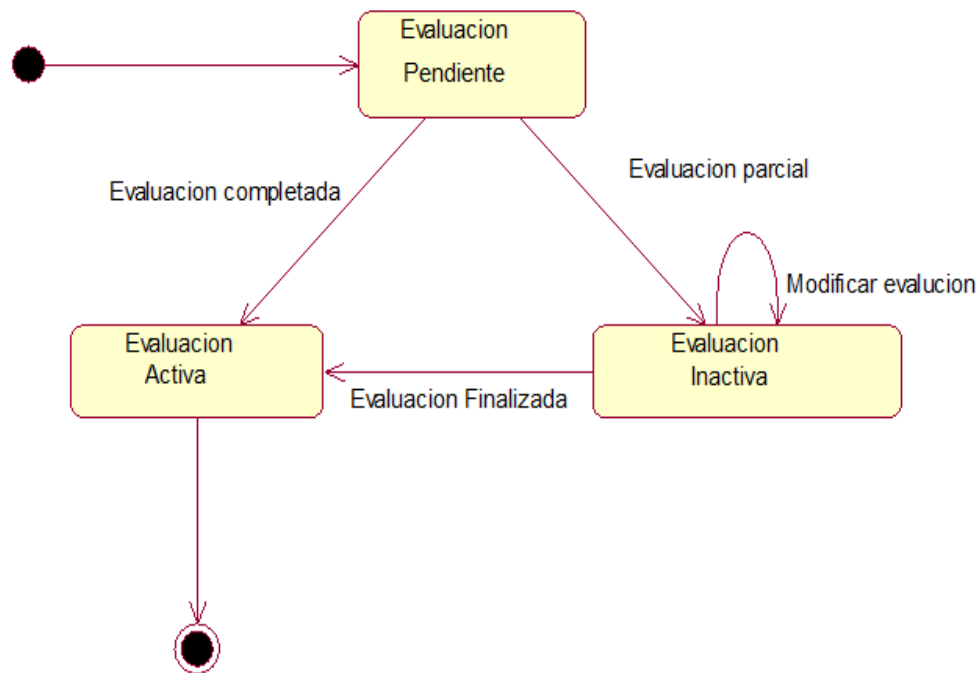 Evaluacion
Pendiente
Evaluacion completada
Evaluacion parcial
Modificar evalucion
Evaluacion
Activa
Evaluacion
Inactiva
Evaluacion Finalizada